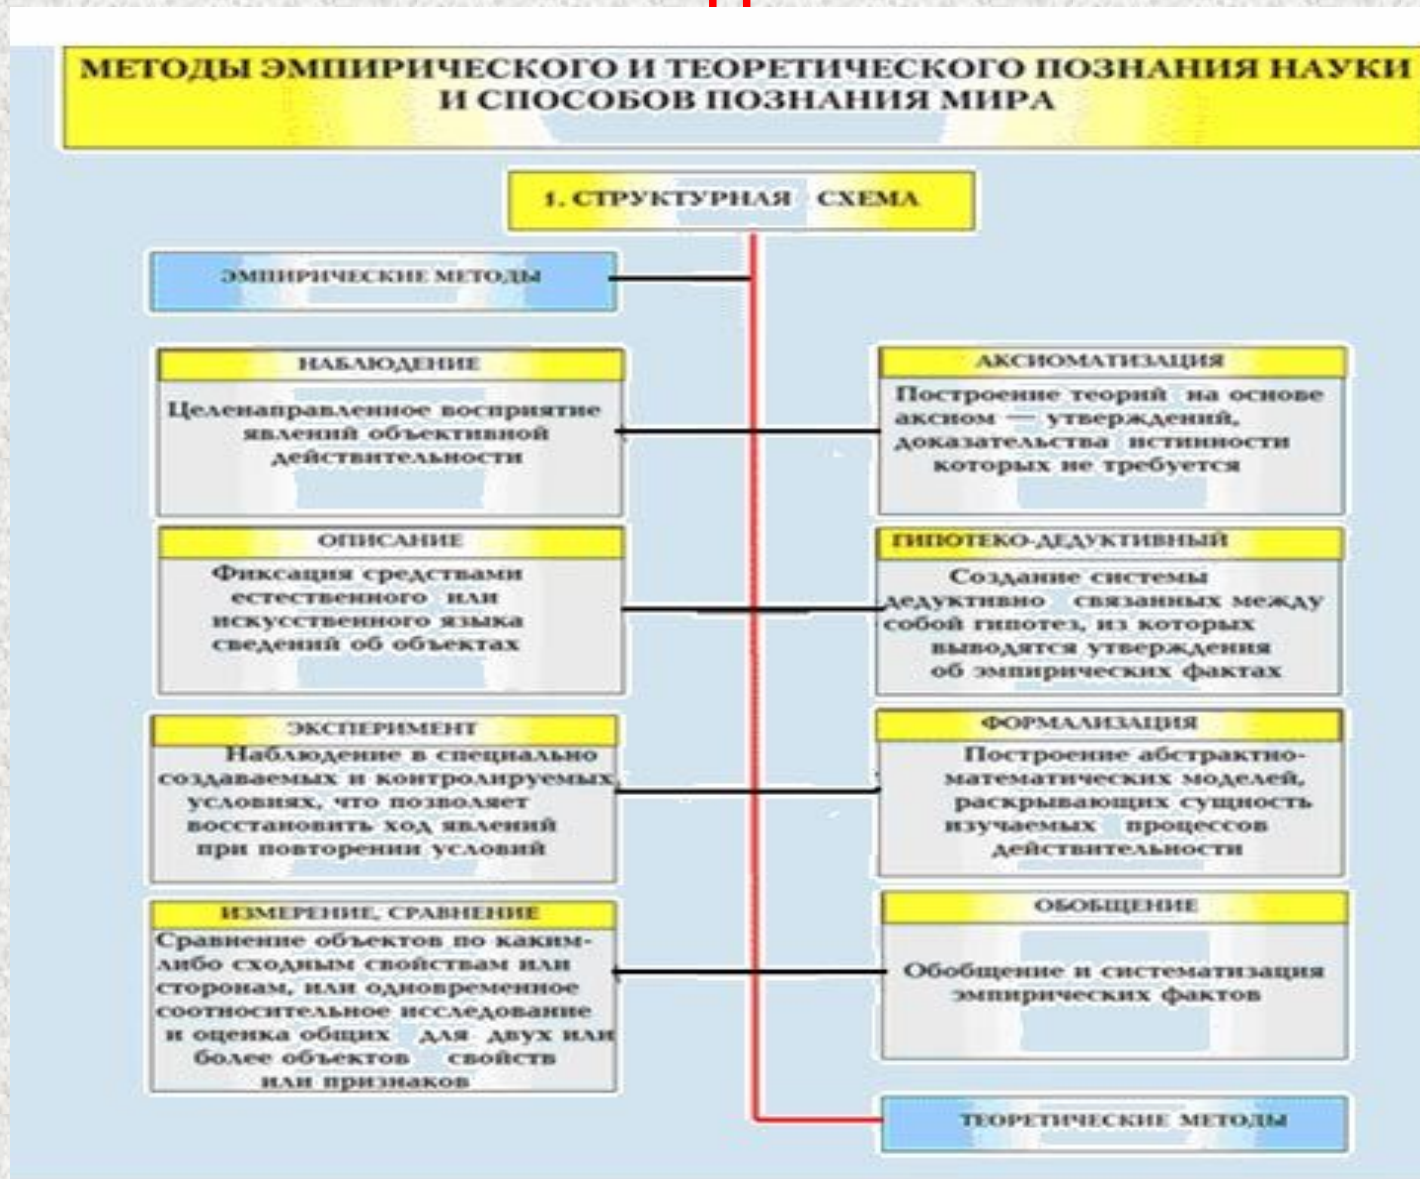 МЕТОДЫ ЭМПИРИЧЕСКОГО И ТЕОРЕТИЧЕСКОГО ПОЗНАНИЯ НАУКИ
И СПОСОБОВ ПОЗНАНИЯ МИРА
1. СТРУКТУРНАЯ СХЕМА
ЭМПИРИЧЕСКИЕ МЕТОДЫ
НАБЛЮДЕНИЕ
Целенаправленное восприятие
явлений объективной
действительности
ОПИСАНИЕ
Фиксация средствами
естественного или
искусственного языка
сведений об объектах
ЭКСПЕРИМЕНТ
Наблюдение в специально
создаваемых и контролируемых
условиях, что позволяет
восстановить ход явлений
при повторении условий
ИЗМЕРЕНИЕ, СРАВНЕНИЕ
Сравнение объектов по каким-
либо сходным свойствам или
сторонам, или одновременное
соотносительное исследование
и оценка общих для двух или
более объектов свойств
или признаков
АКСИОМАТИЗАЦИЯ
Построение теорий на основе
аксиом — утверждений,
доказательства истинности
которых не требуется
ГИПОТЕКО-ДЕДУКТИВНЫЙ
Создание системы
дедуктивно связанных между
собой гипотез, из которых
выводятся утверждения
об эмпирических фактах
ФОРМАЛИЗАЦИЯ
Построение абстрактно-
математических моделей,
раскрывающих сущность
изучаемых процессов
действительности
ОБОБЩЕНИЕ
Обобщение и систематизация
эмпирических фактов
ТЕОРЕТИЧЕСКИЕ МЕТОДЫ